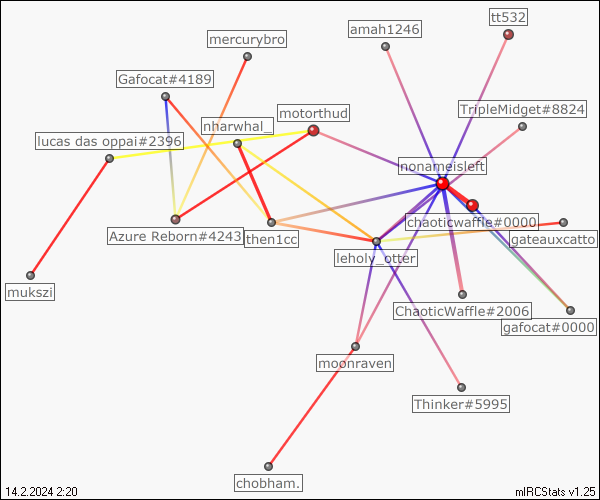 tt532
amah1246
mercurybro
Gafocat#4189
TripleMidget#8824
motorthud
nharwhal_
lucas das oppai#2396
nonameisleft
chaoticwaffle#0000
Azure Reborn#4243
then1cc
gateauxcatto
leholy_otter
mukszi
ChaoticWaffle#2006
gafocat#0000
moonraven
Thinker#5995
chobham.
14.2.2024 2:20
mIRCStats v1.25